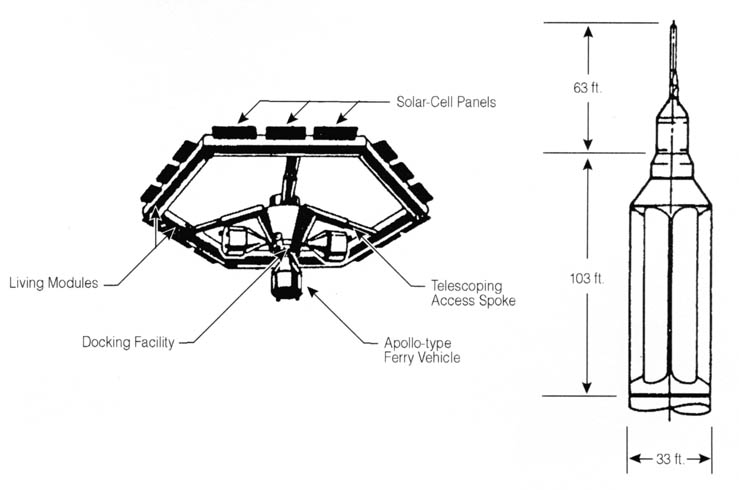 Solar-Cell Panels
Living Modules
Telescoping
Access Spoke
Docking Facility
Apollo-type
Ferry Vehicle
63 ft.
103 ft.
33 ft.